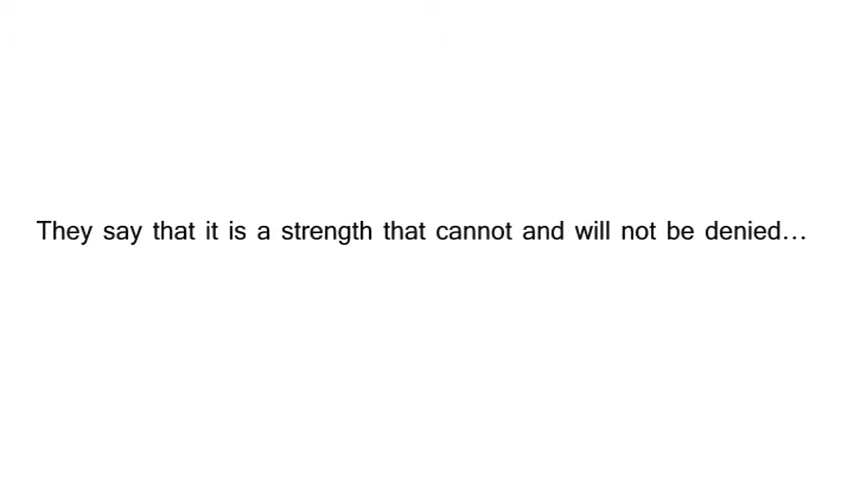 They say that it is a strength that cannot and will not be denied…